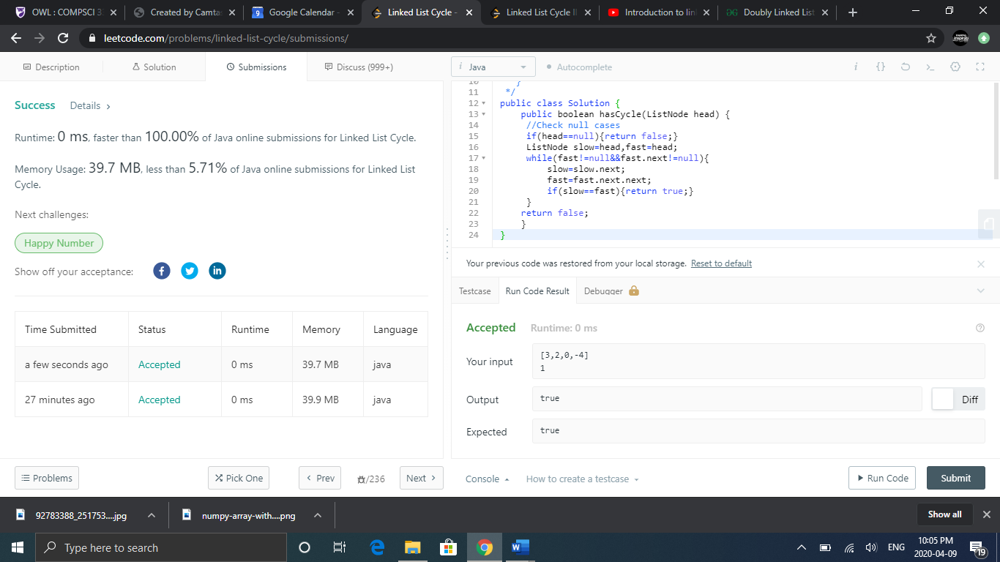 OWL : COMPSCI 3
Created by Camtas
Google Calendar -
Linked List Cycle -
Linked List Cycle II
Introduction to lin
Doubly Linked List
leetcode.com/problems/linked-list-cycle/submissions/
Description
Solution
Submissions
Discuss (999+)
i Java
Autocomplete
Success
Details
Runtime: 0 ms, faster than 100.00% of Java online submissions for Linked List Cycle.
Memory Usage: 39.7 MB, less than 5.71% of Java online submissions for Linked List
Cycle.
Next challenges:
Happy Number
Show off your acceptance:
Time Submitted Status Runtime Memory Language
a few seconds ago Accepted 0 ms 39.7 MB java
27 minutes ago Accepted 0 ms 39.9 MB java
Problems
Pick One
Prev
/236
Next
10 }
11 */
12 public class Solution {
13 public boolean hasCycle(ListNode head) {
14 //Check null cases
15 if(head==null){return false;}
16 ListNode slow=head,fast=head;
17 while(fast!=null&&fast.next!=null){
18 slow=slow.next;
19 fast=fast.next.next;
20 if(slow==fast){return true;}
21 }
22 return false;
23 }
24 }
Your previous code was restored from your local storage. Reset to default
Testcase
Run Code Result
Debugger
Accepted Runtime: 0 ms
Your input
[3,2,0,-4]
1
Output
true
Diff
Expected
true
Console
How to create a testcase
Run Code
Submit
92783388_251753....jpg
numpy-array-with....png
Show all
Type here to search
ENG
10:05 PM
2020-04-09
19